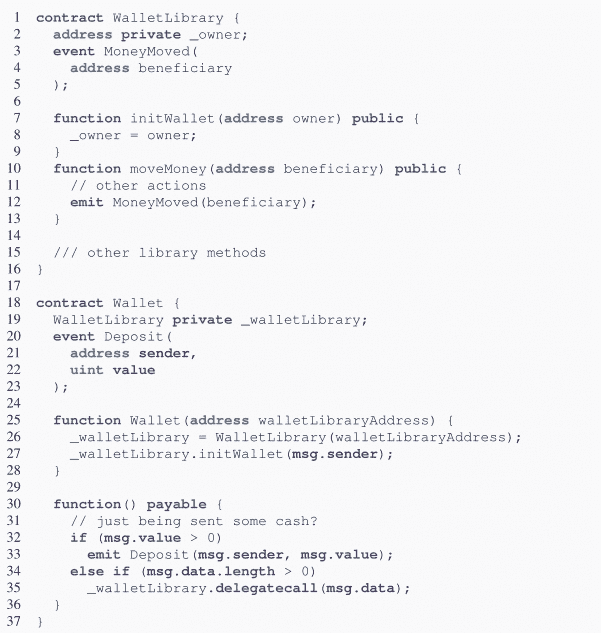 1 contract WalletLibrary {
2   address private _owner;
3   event MoneyMoved(
4     address beneficiary
5   );
6
7   function initWallet(address owner) public {
8     _owner = owner;
9   }
10   function moveMoney(address beneficiary) public {
11     // other actions
12     emit MoneyMoved(beneficiary);
13   }
14
15   /// other library methods
16 }
17
18 contract Wallet {
19   WalletLibrary private _walletLibrary;
20   event Deposit(
21     address sender,
22     uint value
23   );
24
25   function Wallet(address walletLibraryAddress) {
26     _walletLibrary = WalletLibrary(walletLibraryAddress);
27     _walletLibrary.initWallet(msg.sender);
28   }
29
30   function() payable {
31     // just being sent some cash?
32     if (msg.value > 0)
33       emit Deposit(msg.sender, msg.value);
34     else if (msg.data.length > 0)
35       _walletLibrary.delegatecall(msg.data);
36   }
37 }